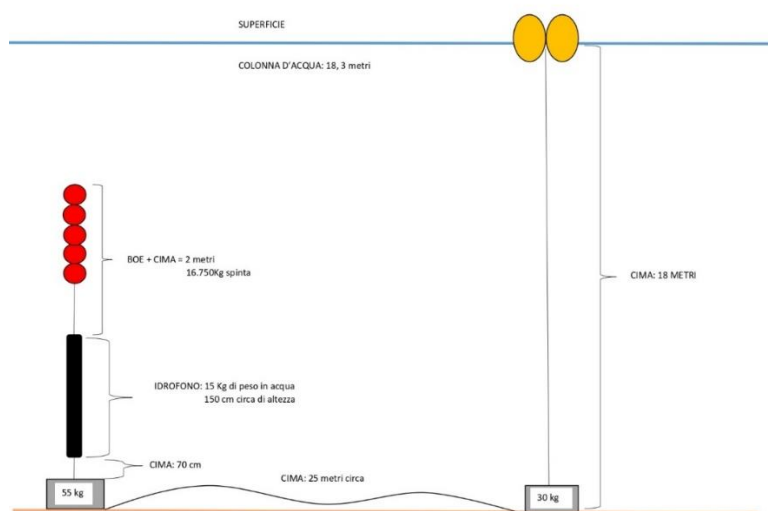 SUPERFICIE
COLONNA D'ACQUA: 18, 3 metri
BOE + CIMA = 2 metri
16.750Kg spinta
CIMA: 18 METRI
IDROFONO: 15 Kg di peso in acqua
150 cm circa di altezza
CIMA: 70 cm
CIMA: 25 metri circa
55 kg
30 kg